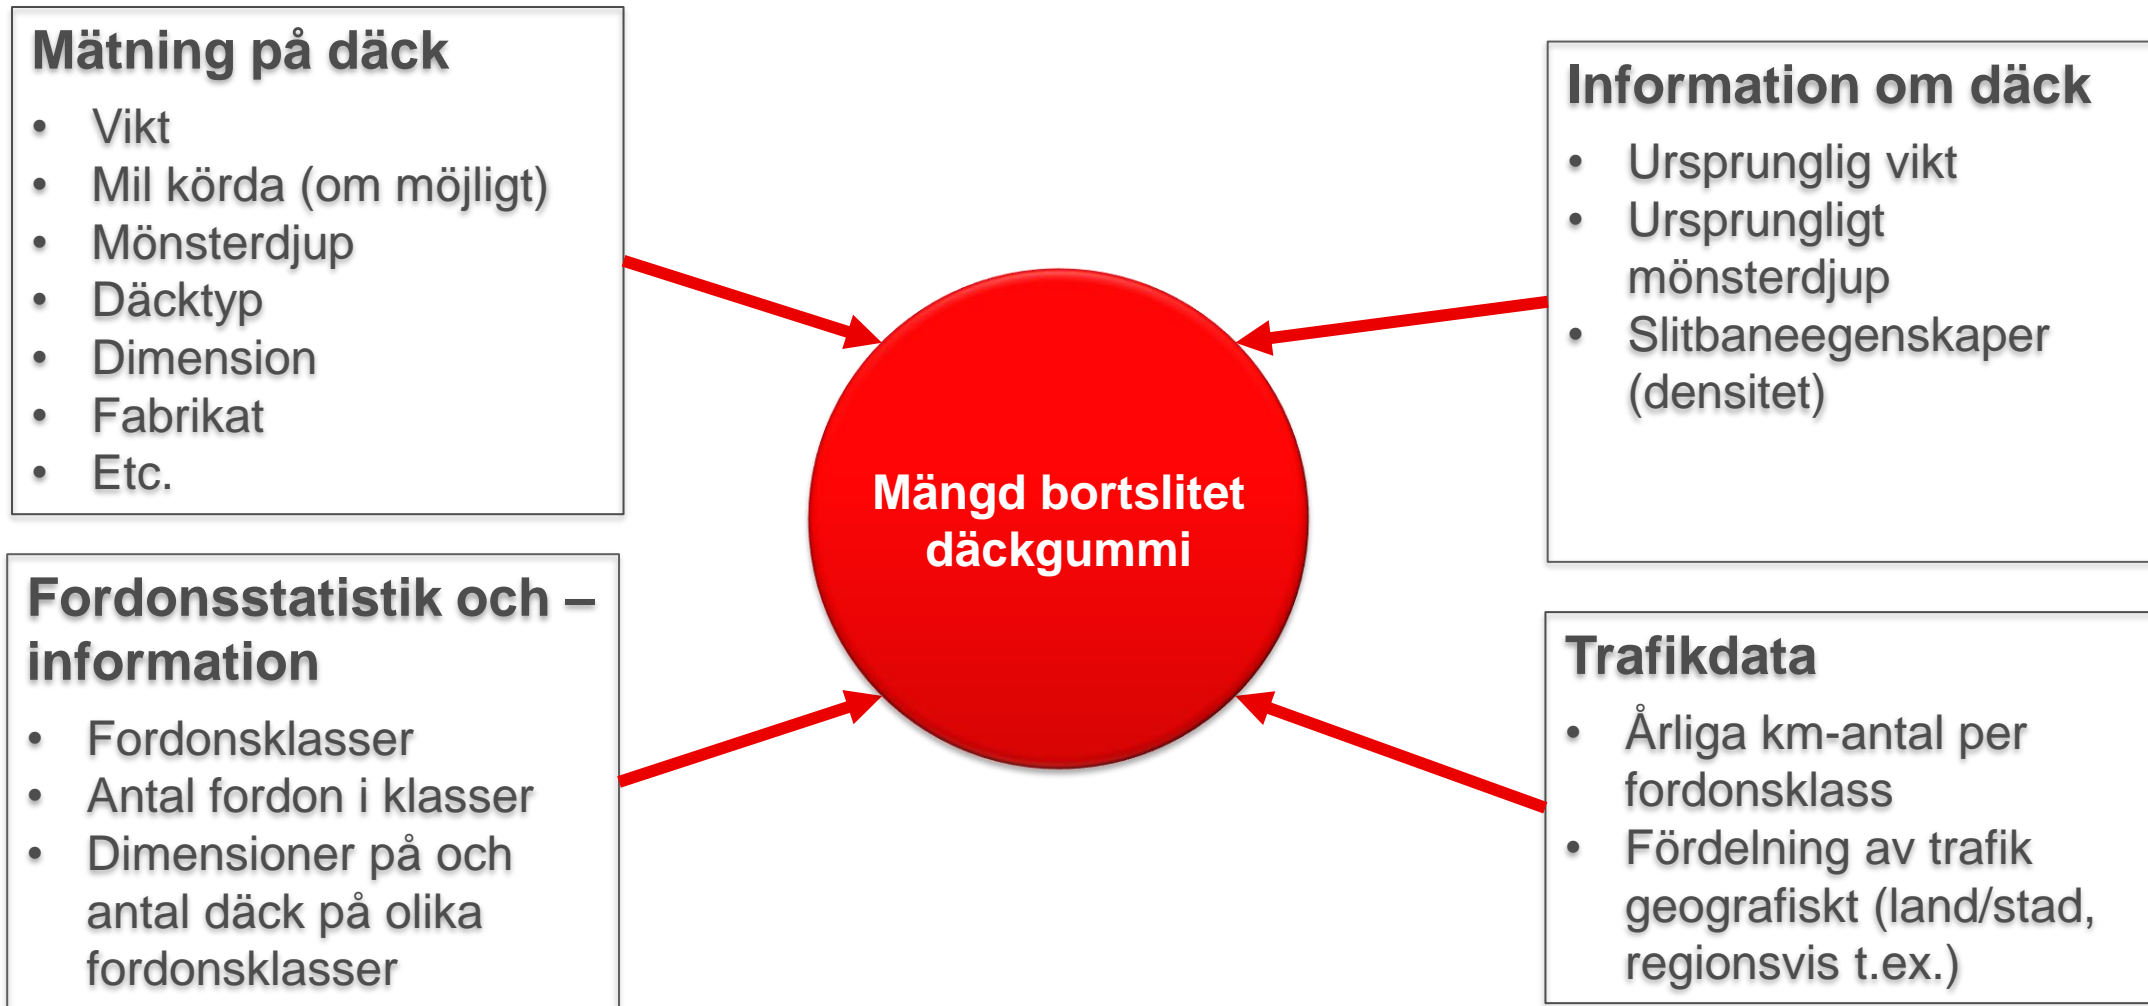 Mätning på däck
• Vikt
• Mil körda (om möjligt)
• Mönsterdjup
• Däcktyp
• Dimension
• Fabrikat
• Etc.
Information om däck
• Ursprunglig vikt
• Ursprungligt
mönsterdjup
• Slitbaneegenskaper
(densitet)
Mängd bortslitet
däckgummi
Fordonsstatistik och –
information
• Fordonsklasser
• Antal fordon i klasser
• Dimensioner på och
antal däck på olika
fordonsklasser
Trafikdata
• Årliga km-antal per
fordonsklass
• Fördelning av trafik
geografiskt (land/stad,
regionsvis t.ex.)